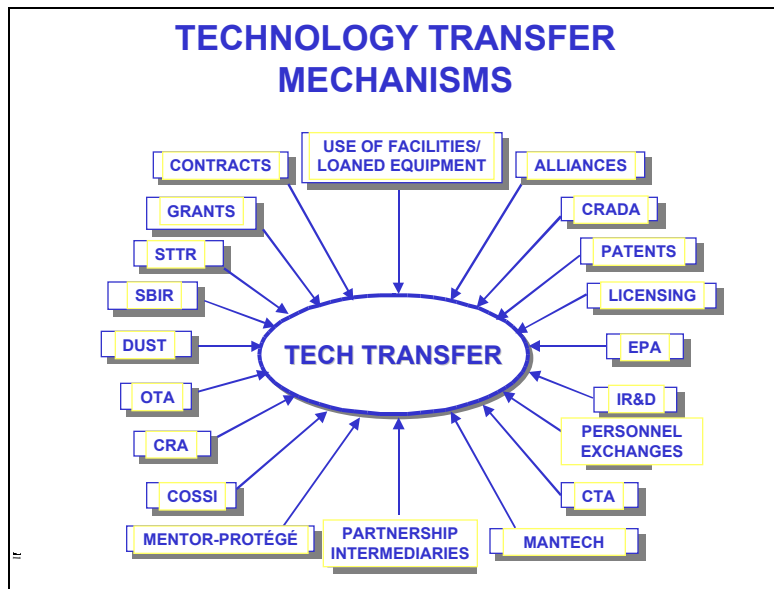 TECHNOLOGY TRANSFER
MECHANISMS
USE OF FACILITIES/
LOANED EQUIPMENT
CONTRACTS
ALLIANCES
GRANTS
CRADA
STTR
PATENTS
SBIR
LICENSING
DUST
EPA
TECH TRANSFER
OTA
IR&D
CRA
PERSONNEL
EXCHANGES
COSSI
CTA
MENTOR-PROTÉGÉ
PARTNERSHIP
INTERMEDIARIES
MANTECH